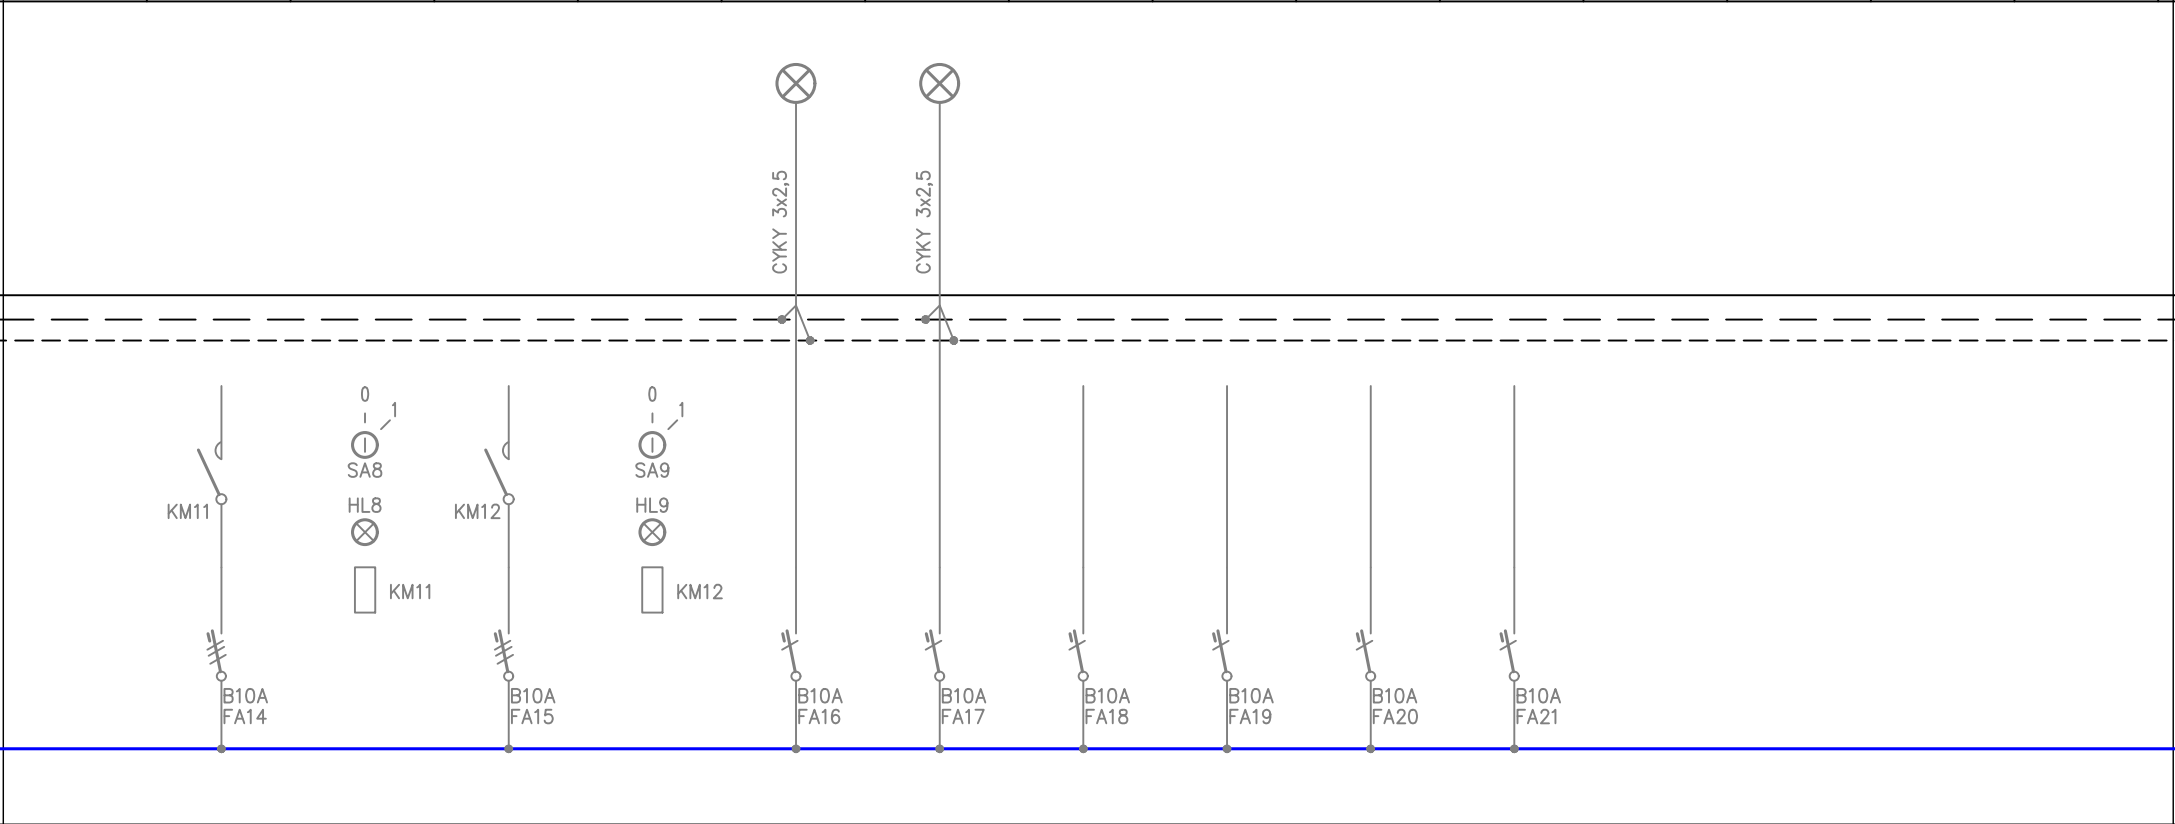 CYKY 3x2,5
CYKY 3x2,5
0
1
SA8
HL8
KM11
KM11
0
1
SA9
HL9
KM12
KM12
B10A
FA14
B10A
FA15
B10A
FA16
B10A
FA17
B10A
FA18
B10A
FA19
B10A
FA20
B10A
FA21